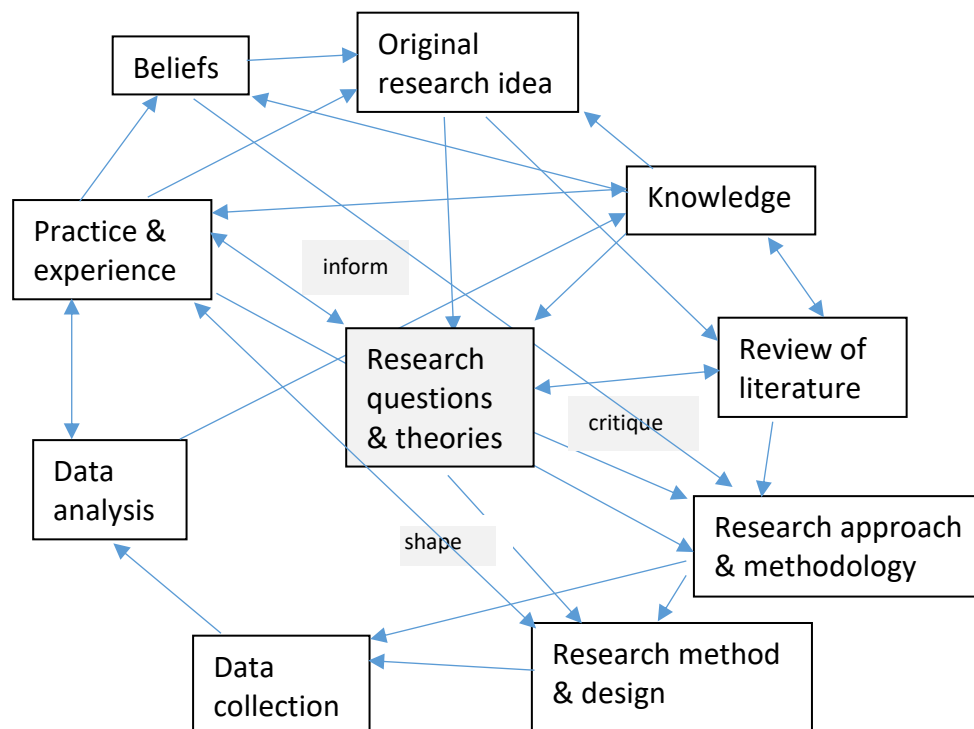 Original
research idea
Beliefs
Knowledge
Practice &
experience
inform
Research
questions
& theories
Review of
literature
critique
Data
analysis
Research approach
& methodology
shape
Data
collection
Research method
& design